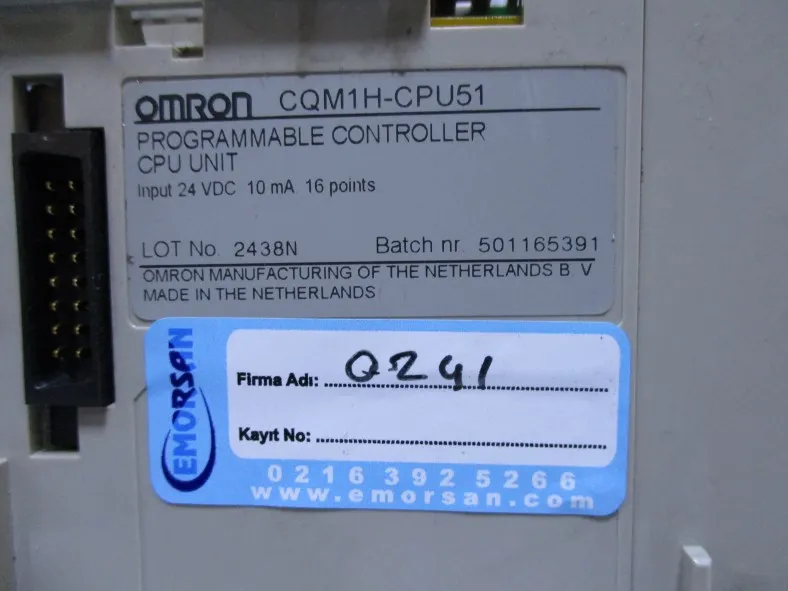 OMRON CQM1H-CPU51
PROGRAMMABLE CONTROLLER
CPU UNIT
Input 24 VDC 10 mA 16 points
LOT No. 2438N Batch nr. 501165391
OMRON MANUFACTURING OF THE NETHERLANDS B V
MADE IN THE NETHERLANDS
EMORSAN
Firma Adı: 0241
Kayıt No:
0216 392 5266
www.emorsan.com